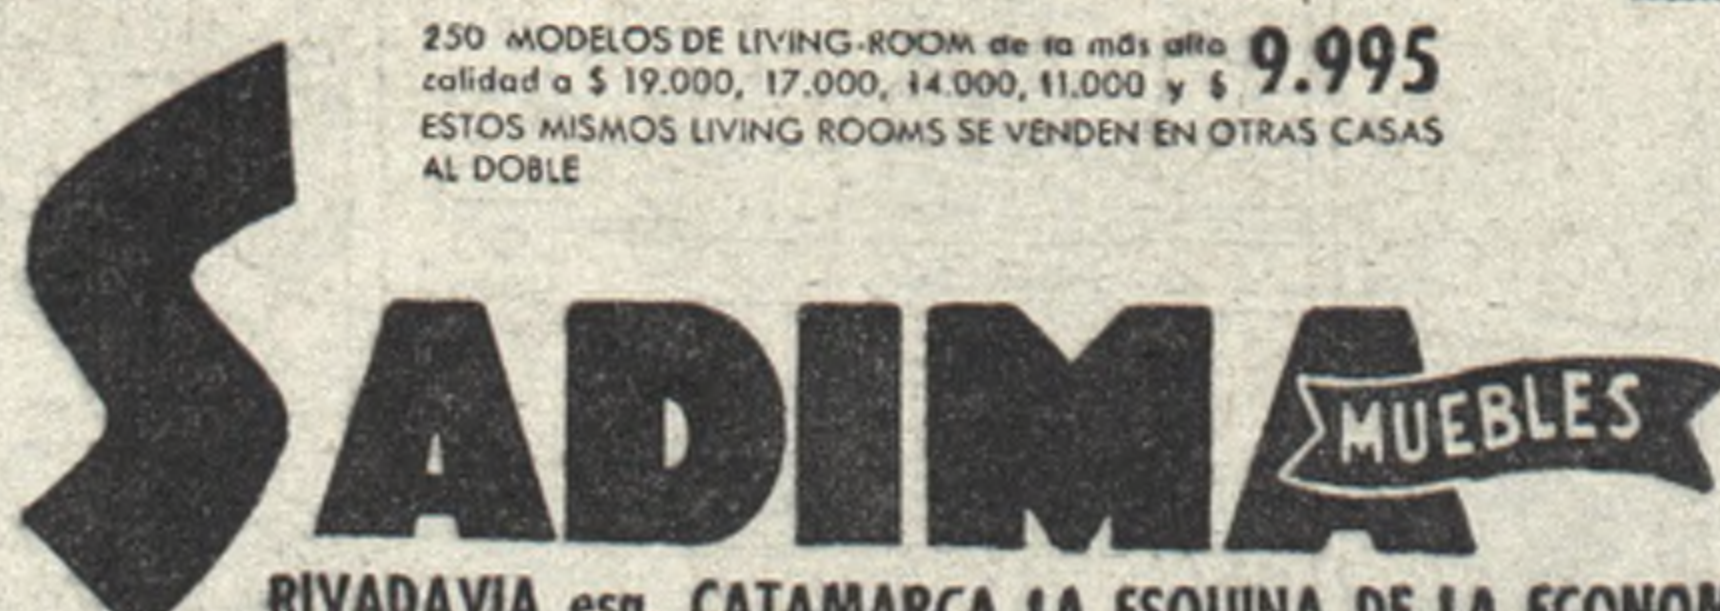 250 MODELOS DE LIVING-ROOM de la más alta
calidad a $ 19.000, 17.000, 14.000, 11.000 y $ 9.995
ESTOS MISMOS LIVING ROOMS SE VENDEN EN OTRAS CASAS
AL DOBLE
SADIMA
MUEBLES
RIVADAVIA esq. CATAMARCA LA ESQUINA DE LA